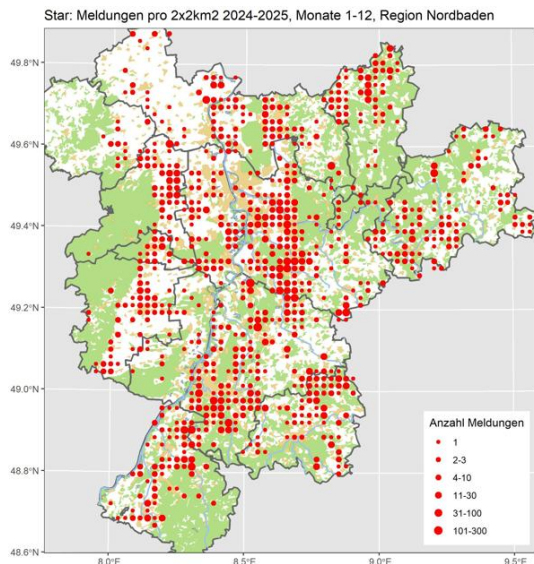 Star: Meldungen pro 2x2km2 2024-2025, Monate 1-12, Region Nordbaden
49.8°N
49.6°N
49.4°N
49.2°N
49.0°N
48.8°N
48.6°N
Anzahl Meldungen
1
2-3
4-10
11-30
31-100
101-300
8.0°E
8.5°E
9.0°E
9.5°E